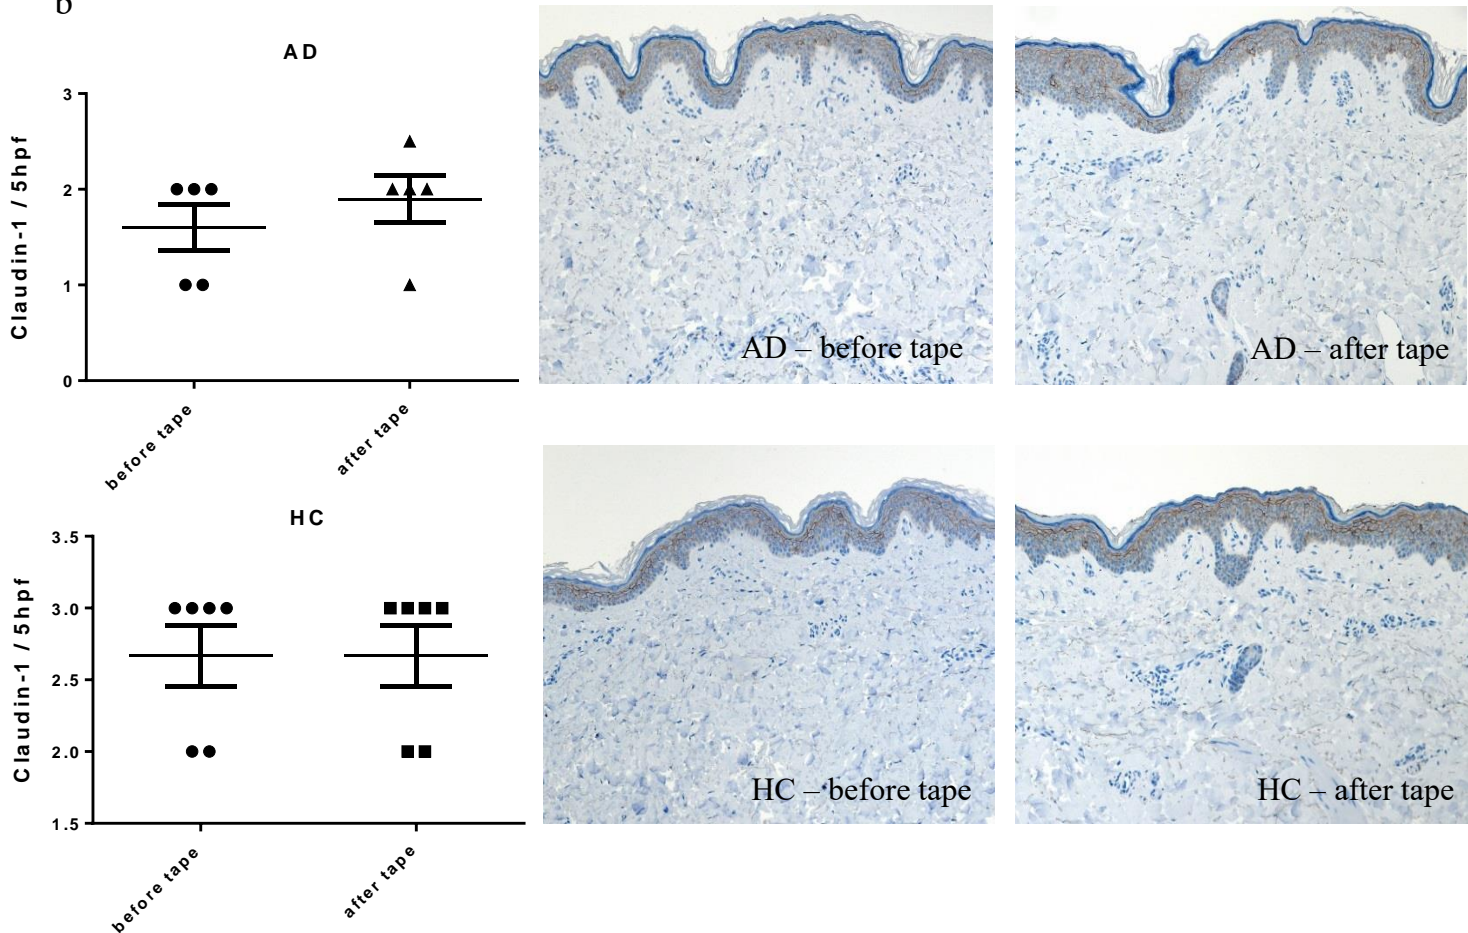 b
AD
Claudin-1 / 5hpf
3
2
1
0
before tape
after tape
AD – before tape
AD – after tape
HC
Claudin-1 / 5hpf
3.5
3.0
2.5
2.0
1.5
before tape
after tape
HC – before tape
HC – after tape